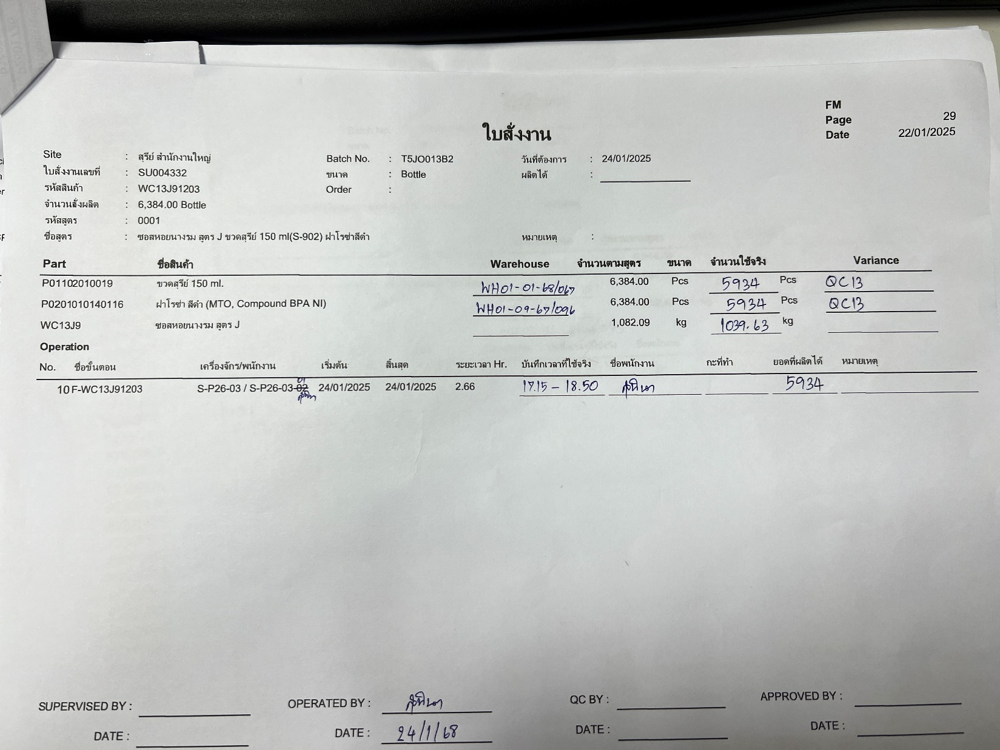 FM
Page 29
Date 22/01/2025
ใบสั่งงาน
Site : สุรีย์ สำนักงานใหญ่ Batch No. : T5JO013B2 วันที่ต้องการ : 24/01/2025
ใบสั่งงานเลขที่ : SU004332 ขนาด : Bottle ผลิตได้ :
รหัสสินค้า : WC13J91203 Order :
จำนวนสั่งผลิต : 6,384.00 Bottle
รหัสสูตร : 0001
ชื่อสูตร : ซอสหอยนางรม สูตร J ขวดสุรีย์ 150 ml(S-902) ฝาโรซ่าสีดำ หมายเหตุ :
Part ชื่อสินค้า Warehouse จำนวนตามสูตร ขนาด จำนวนใช้จริง Variance
P01102010019 ขวดสุรีย์ 150 ml. WH01-01-68/067 6,384.00 Pcs 5934 Pcs QC13
P0201010140116 ฝาโรซ่า สีดำ (MTO, Compound BPA NI) WH01-09-67/096 6,384.00 Pcs 5934 Pcs QC13
WC13J9 ซอสหอยนางรม สูตร J 1,082.09 kg 1039.63 kg
Operation
No. ชื่อขั้นตอน เครื่องจักร/พนักงาน เริ่มต้น สิ้นสุด ระยะเวลา Hr. บันทึกเวลาที่ใช้จริง ชื่อพนักงาน กะที่ทำ ยอดที่ผลิตได้ หมายเหตุ
01
10 F-WC13J91203 S-P26-03 / S-P26-03-02 24/01/2025 24/01/2025 2.66 17.15 - 18.50 5934
SUPERVISED BY : OPERATED BY : QC BY : APPROVED BY :
DATE : DATE : 24/1/68 DATE : DATE :